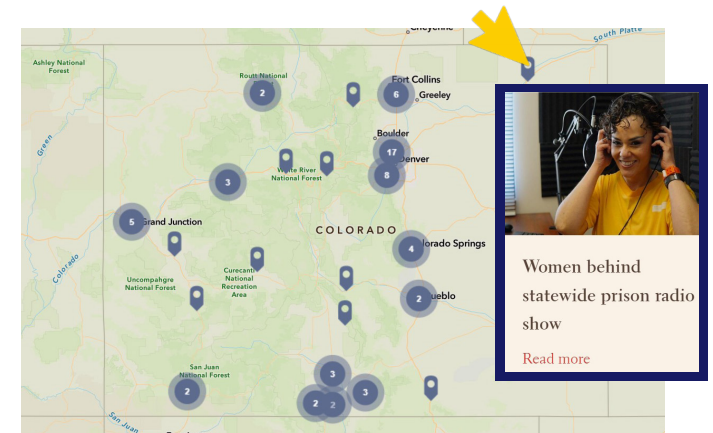 Cheyenne
South Platte
Ashley National
Forest
Routt National
2
Fort Collins
6
Greeley
Green
Boulder
17
Denver
8
White River
National Forest
3
5
Grand Junction
COLORADO
4
Colorado Springs
Colorado
Curecanti
National
Recreation
Area
Uncompahgre
National Forest
2
Pueblo
Women behind
statewide prison radio
show
Read more
San Juan
National Forest
2
3
3
2
2
San Juan